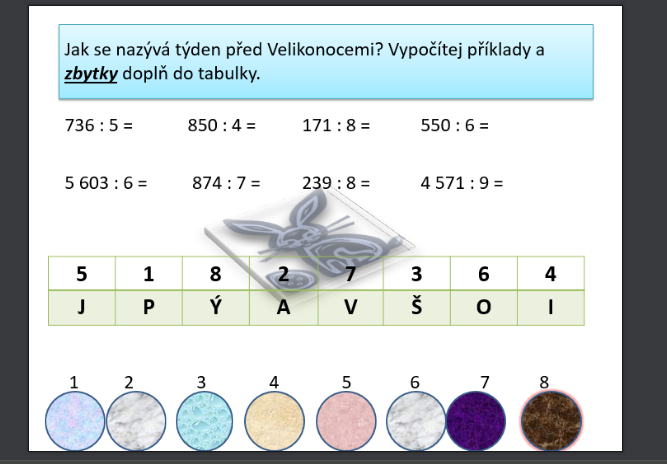 Jak se nazývá týden před Velikonocemi? Vypočítej příklady a
zbytky doplň do tabulky.
736 : 5 = 850 : 4 = 171 : 8 = 550 : 6 =
5 603 : 6 = 874 : 7 = 239 : 8 = 4 571 : 9 =
5 1 8 2 7 3 6 4
J P Ý A V Š O I
1 2 3 4 5 6 7 8